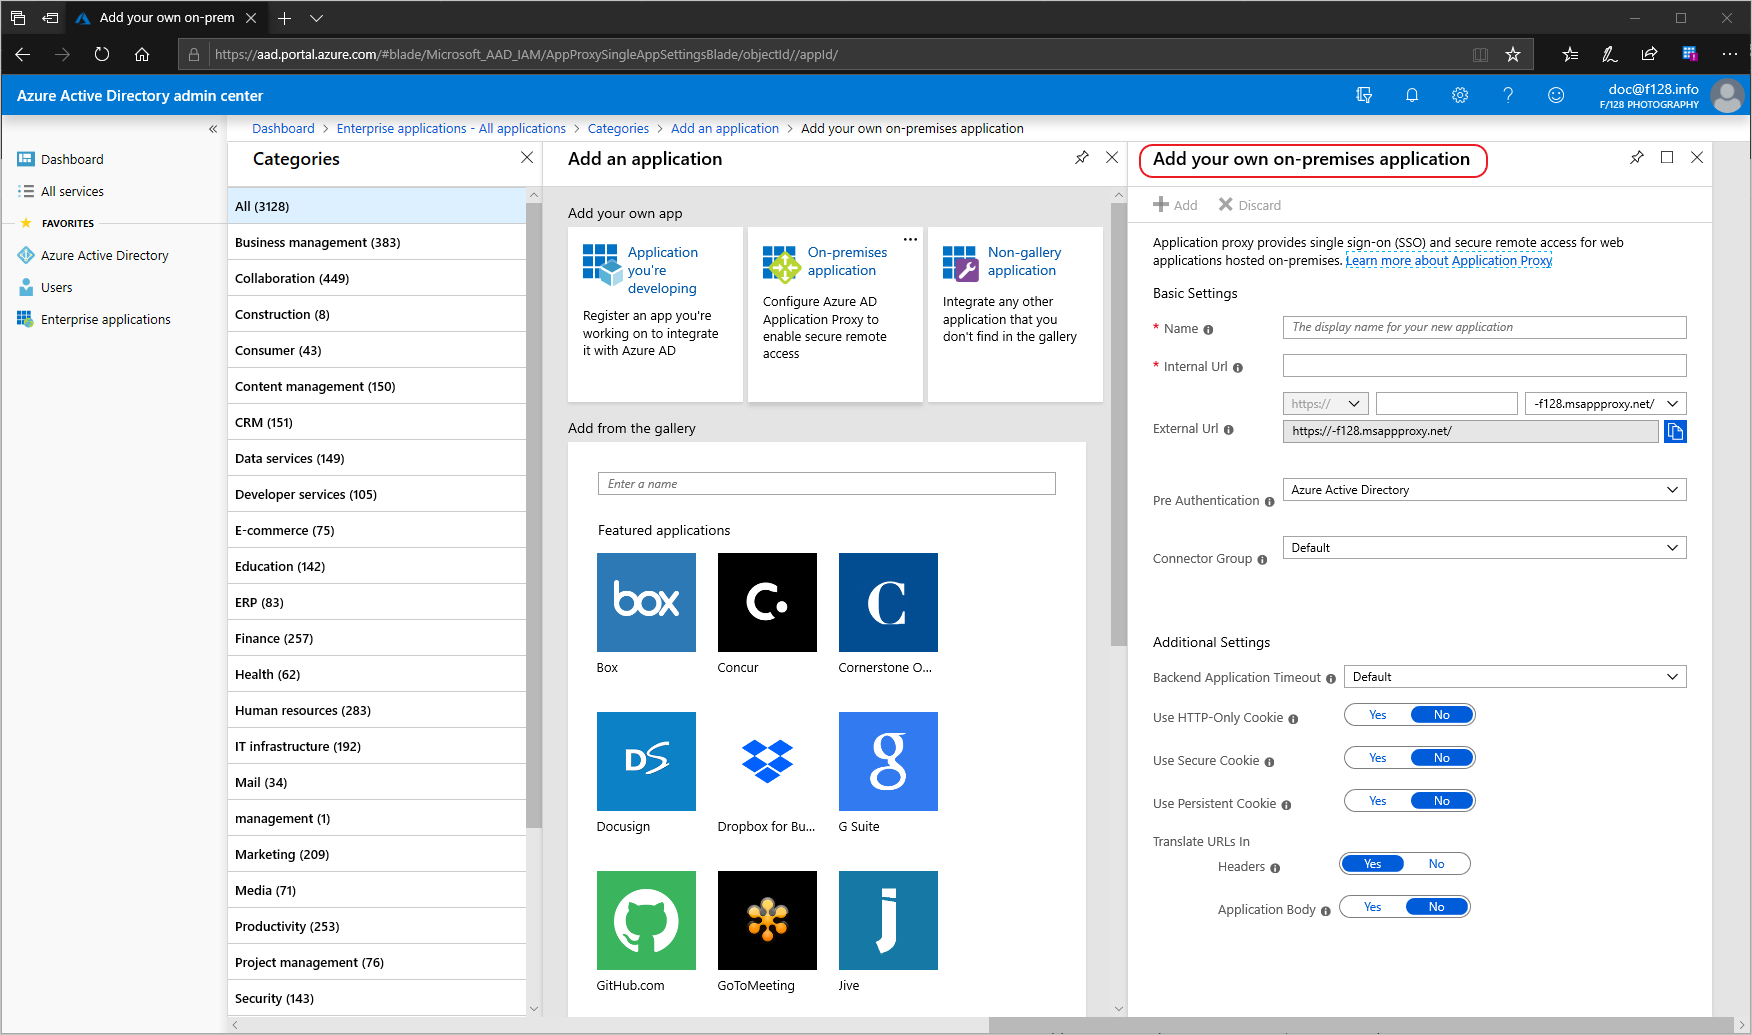 Add your own on-prem
https://aad.portal.azure.com/#blade/Microsoft_AAD_IAM/AppProxySingleAppSettingsBlade/objectId//appId/
Azure Active Directory admin center
doc@f128.info
F/128 PHOTOGRAPHY
Dashboard
All services
FAVORITES
Azure Active Directory
Users
Enterprise applications
Dashboard > Enterprise applications - All applications > Categories > Add an application > Add your own on-premises application
Categories
All (3128)
Business management (383)
Collaboration (449)
Construction (8)
Consumer (43)
Content management (150)
CRM (151)
Data services (149)
Developer services (105)
E-commerce (75)
Education (142)
ERP (83)
Finance (257)
Health (62)
Human resources (283)
IT infrastructure (192)
Mail (34)
management (1)
Marketing (209)
Media (71)
Productivity (253)
Project management (76)
Security (143)
Add an application
Add your own app
Application
you're
developing
Register an app you're
working on to integrate
it with Azure AD
On-premises
application
Configure Azure AD
Application Proxy to
enable secure remote
access
Non-gallery
application
Integrate any other
application that you
don't find in the gallery
Add from the gallery
Enter a name
Featured applications
box
Box
C.
Concur
C
Cornerstone O...
DS
Docusign
Dropbox for Bu...
g
G Suite
GitHub.com
GoToMeeting
j
Jive
Add your own on-premises application
Add
Discard
Application proxy provides single sign-on (SSO) and secure remote access for web
applications hosted on-premises. Learn more about Application Proxy
Basic Settings
* Name
The display name for your new application
* Internal Url
https://
-f128.msappproxy.net/
External Url
https://-f128.msappproxy.net/
Pre Authentication
Azure Active Directory
Connector Group
Default
Additional Settings
Backend Application Timeout
Default
Use HTTP-Only Cookie
Yes No
Use Secure Cookie
Yes No
Use Persistent Cookie
Yes No
Translate URLs In
Headers
Yes No
Application Body
Yes No